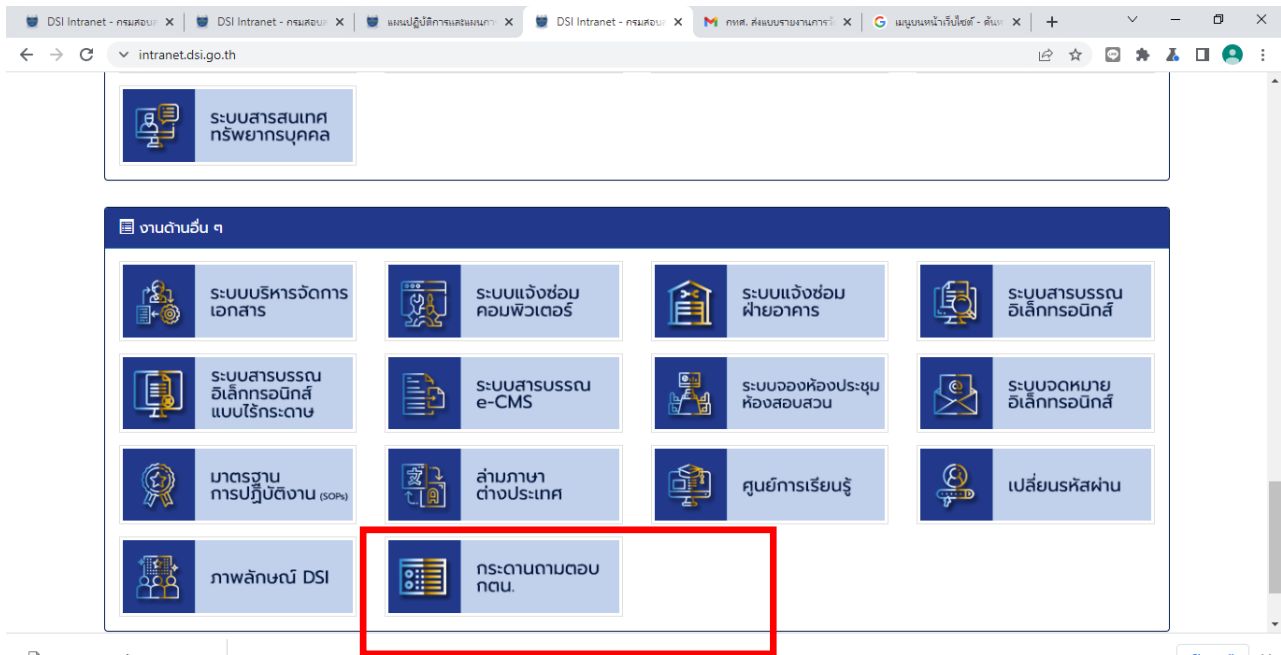 DSI Intranet - กรมสอบส
DSI Intranet - กรมสอบส
แผนปฏิบัติการและแผนกา
DSI Intranet - กรมสอบส
กทศ. ส่งแบบรายงานการ
เมนูบนหน้าเว็บไซต์ - ค้นห
intranet.dsi.go.th
ระบบสารสนเทศ
ทรัพยากรบุคคล
งานด้านอื่น ๆ
ระบบบริหารจัดการ
เอกสาร
ระบบแจ้งซ่อม
คอมพิวเตอร์
ระบบแจ้งซ่อม
ฝ่ายอาคาร
ระบบสารบรรณ
อิเล็กทรอนิกส์
ระบบสารบรรณ
อิเล็กทรอนิกส์
แบบไร้กระดาษ
ระบบสารบรรณ
e-CMS
ระบบจองห้องประชุม
ห้องสอบสวน
ระบบจดหมาย
อิเล็กทรอนิกส์
มาตรฐาน
การปฏิบัติงาน (SOPs)
ล่ามภาษา
ต่างประเทศ
ศูนย์การเรียนรู้
เปลี่ยนรหัสผ่าน
ภาพลักษณ์ DSI
กระดานถามตอบ
กตน.